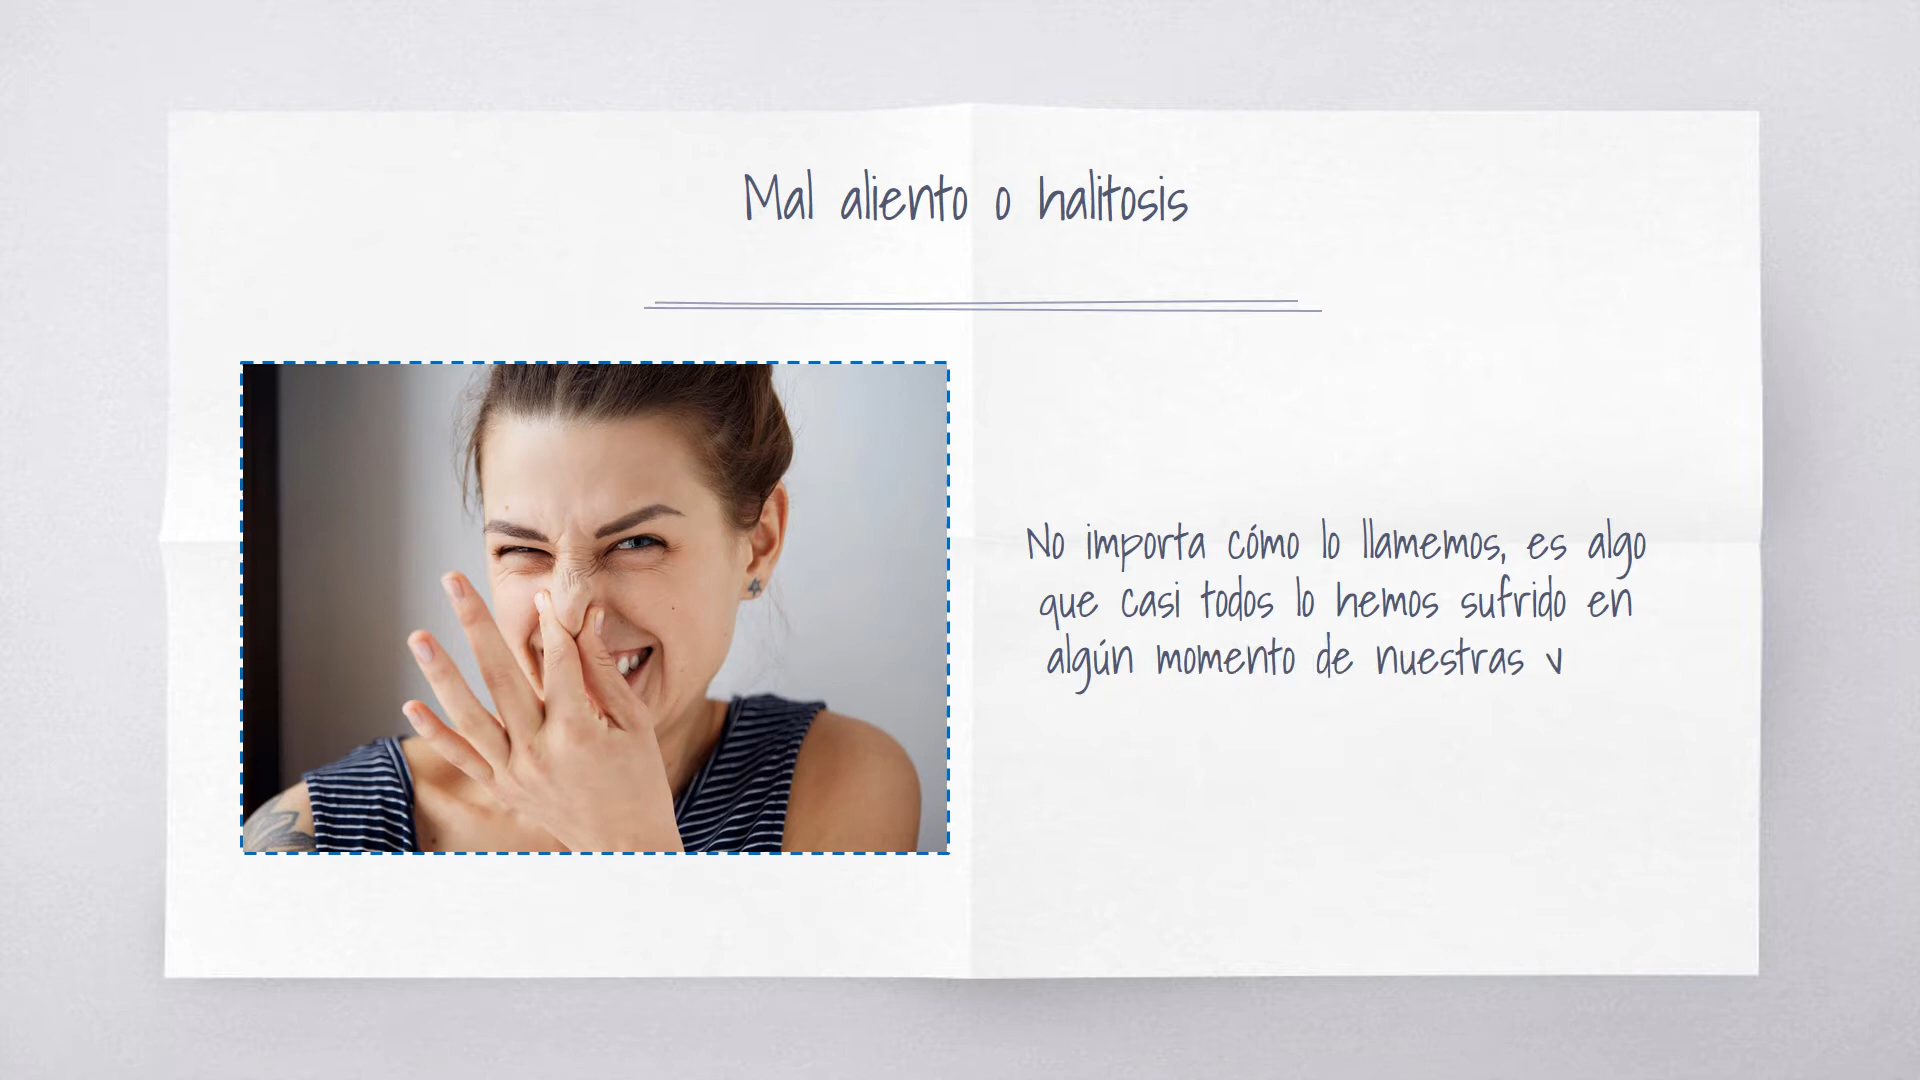 Mal aliento o halitosis
No importa cómo lo llamemos, es algo
que casi todos lo hemos sufrido en
algún momento de nuestras v